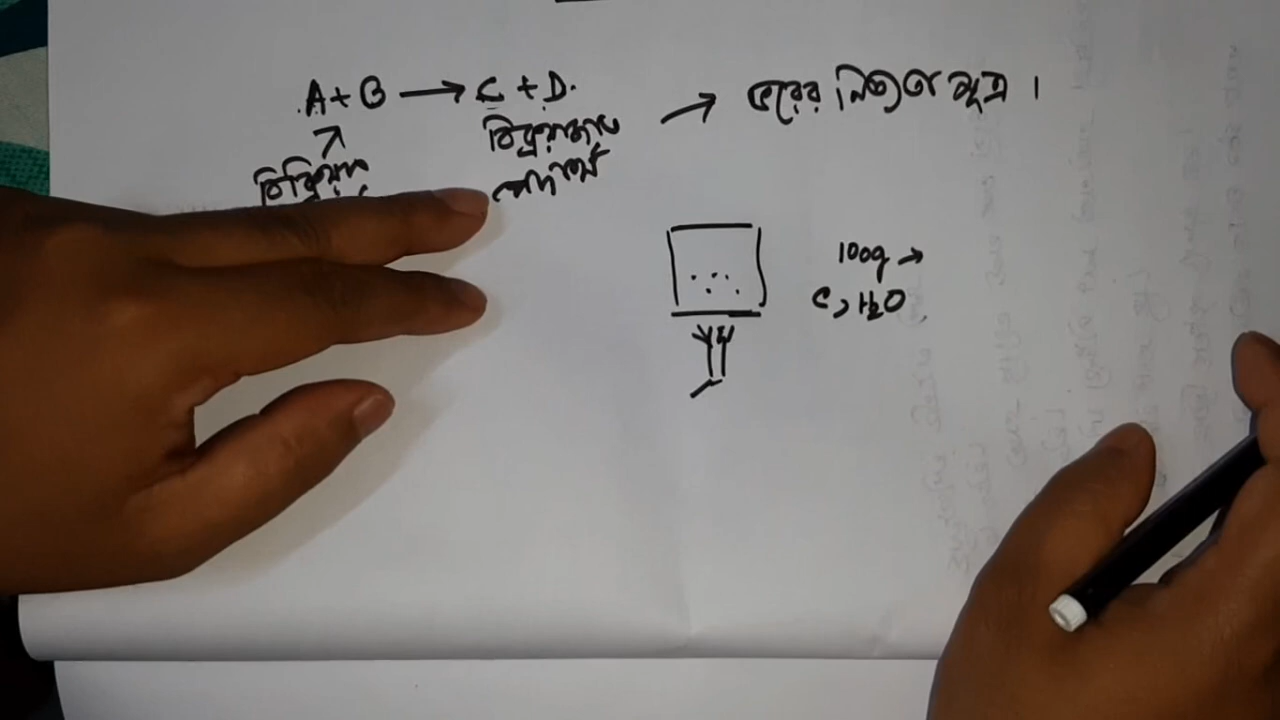 A + B → C + D.
→ ভরের নিত্যতা সূত্র।
বিক্রিয়ক
বিক্রিয়াজাত
পদার্থ
100g →
C, H2O